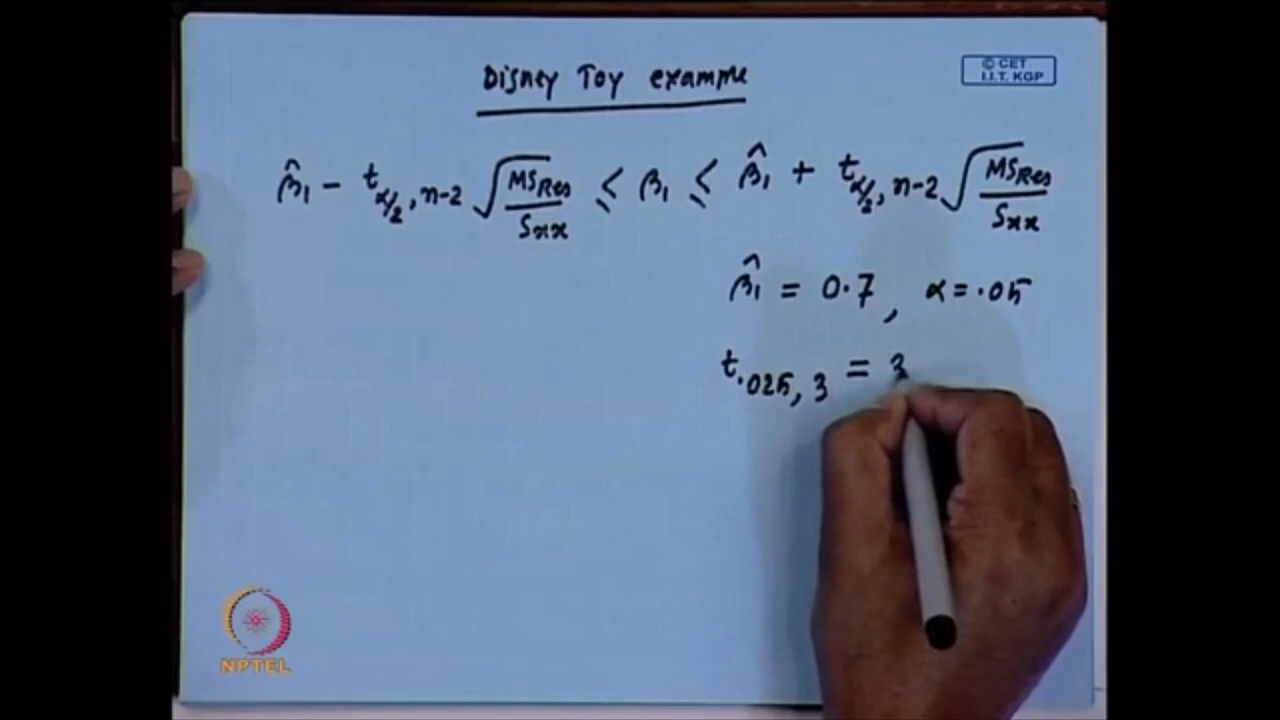 Disney Toy example
© CET
I.I.T. KGP
β̂₁ - t_{α/2, n-2} √(MS_Res / S_xx) ≤ β₁ ≤ β̂₁ + t_{α/2, n-2} √(MS_Res / S_xx)
β̂₁ = 0.7, α = .05
t_{.025, 3} = 3
NPTEL